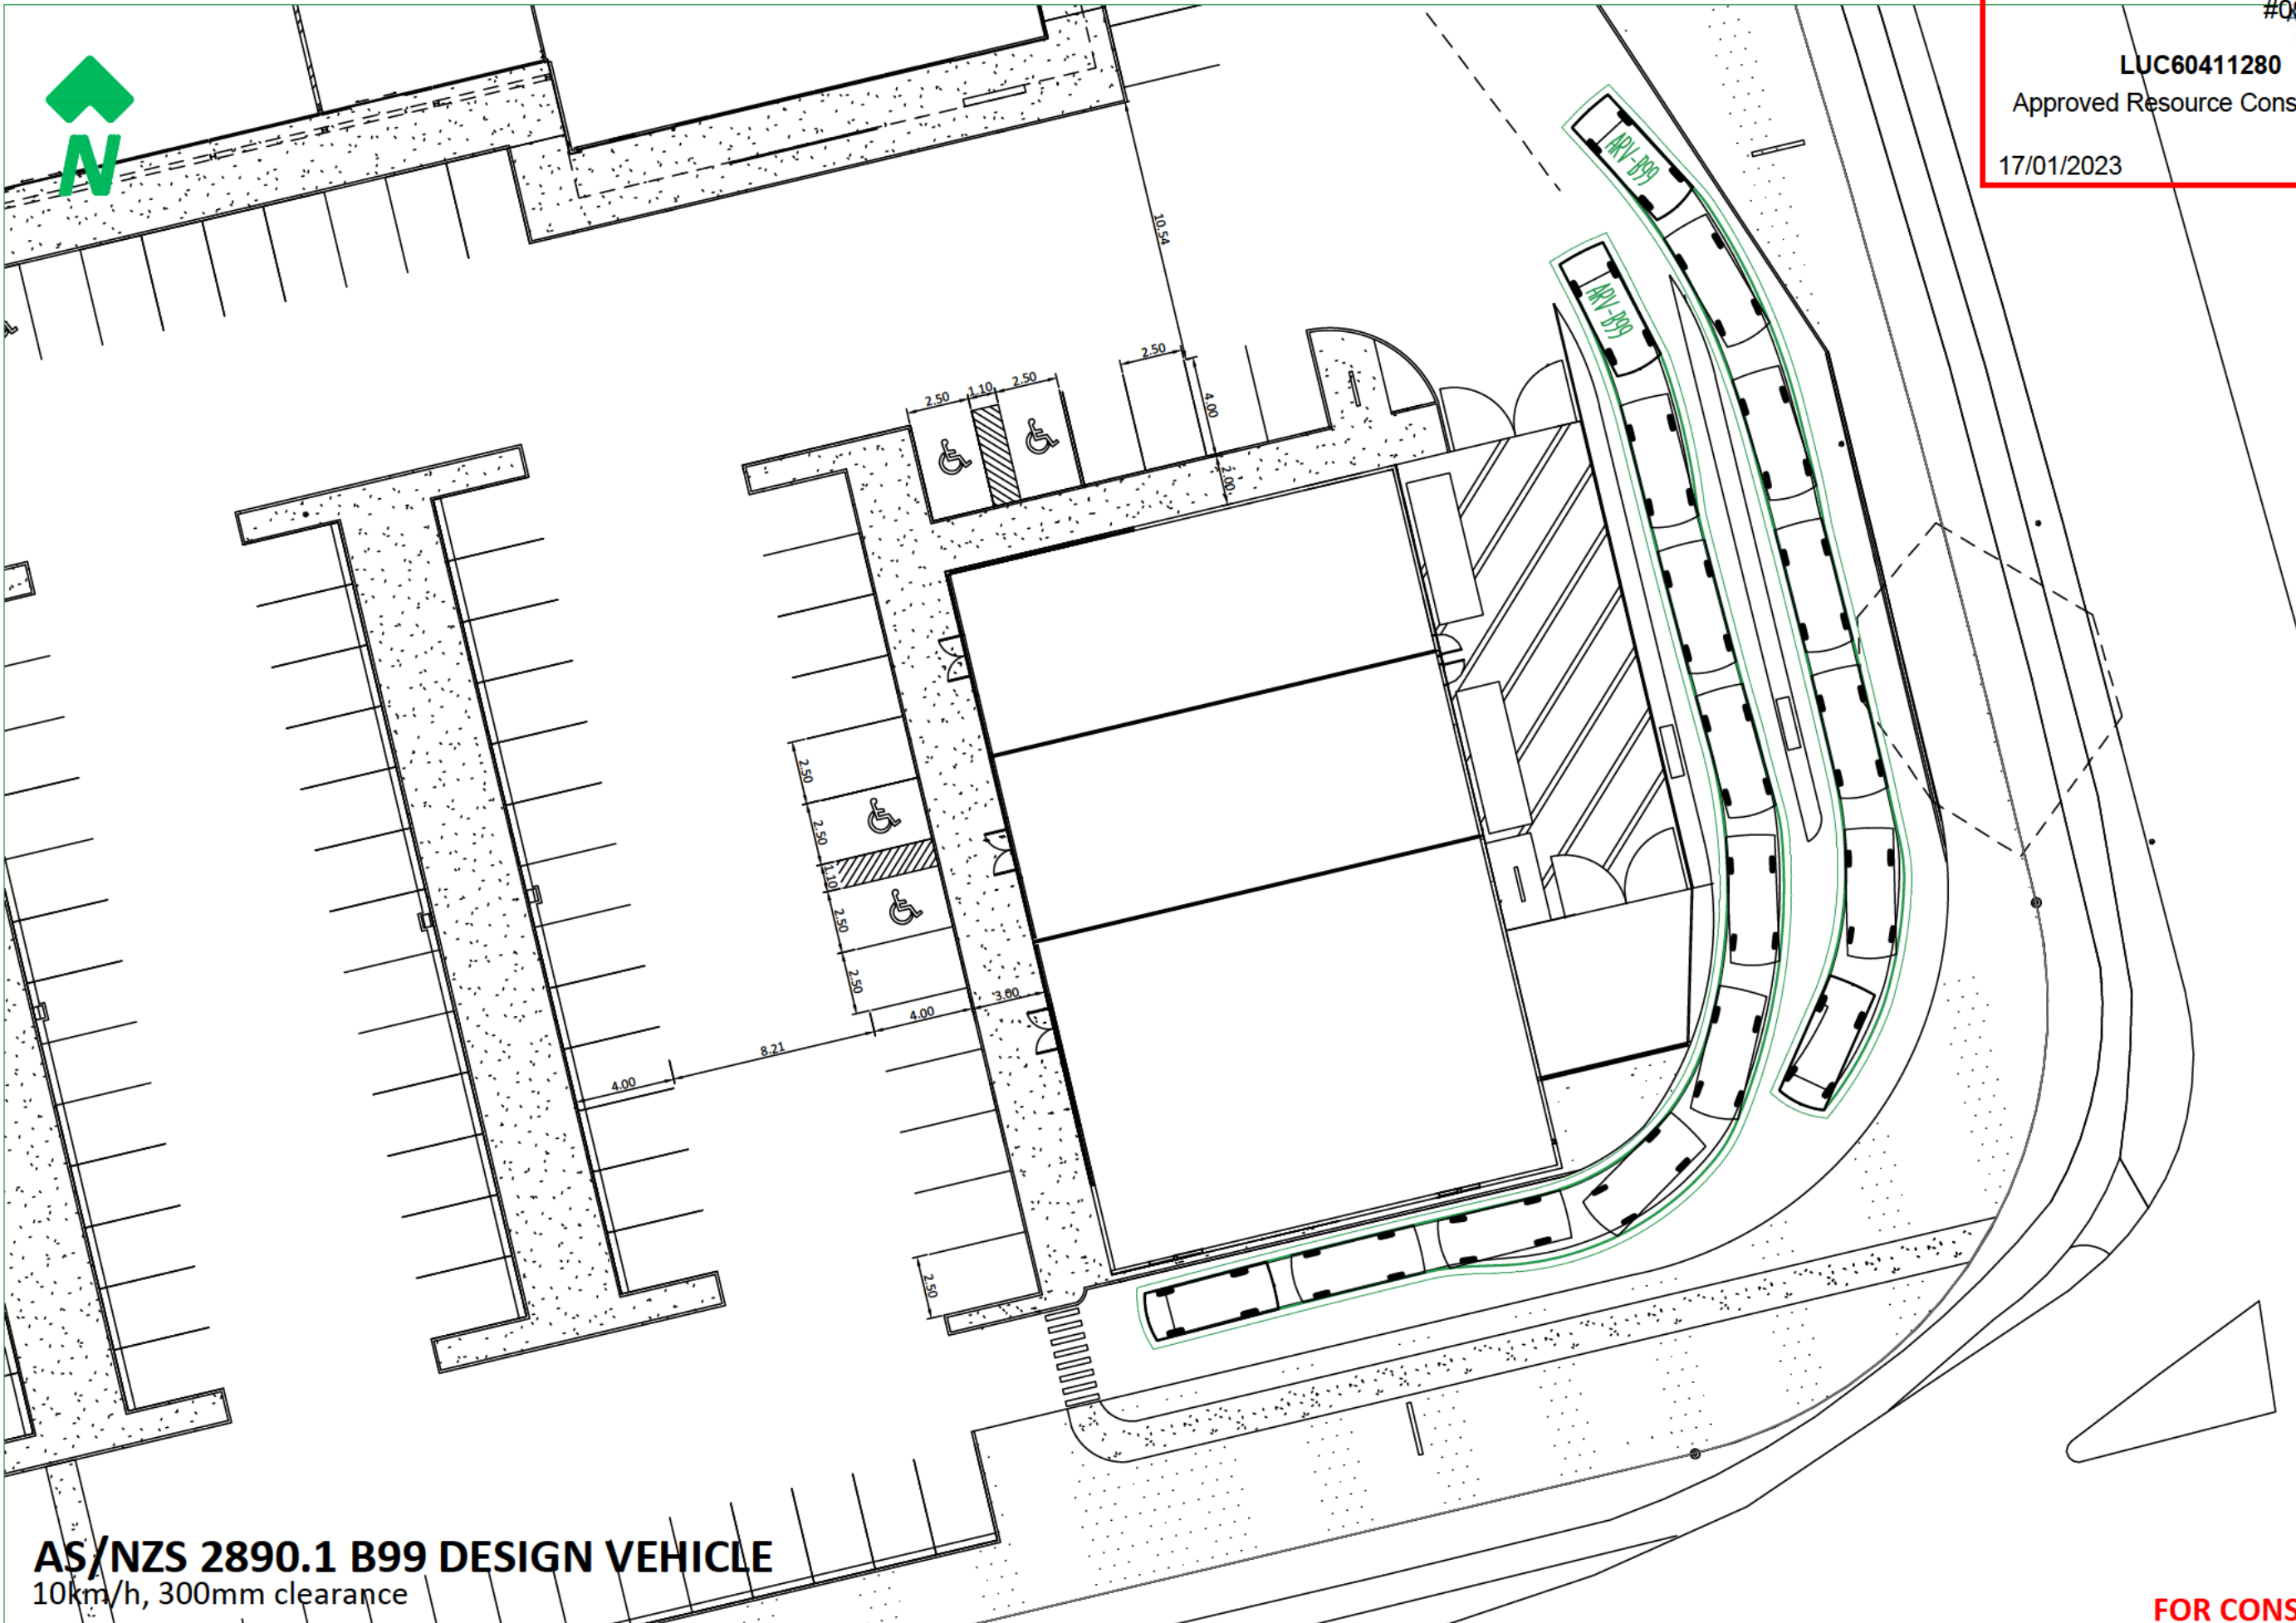 N
LUC60411280
Approved Resource Cons
17/01/2023
ARV-B99
ARV-B99
10.54
2.50
4.00
2.50
1.10
2.50
2.00
2.50
2.50
1.10
2.50
2.50
3.00
4.00
8.21
4.00
2.50
AS/NZS 2890.1 B99 DESIGN VEHICLE
10km/h, 300mm clearance
FOR CONS